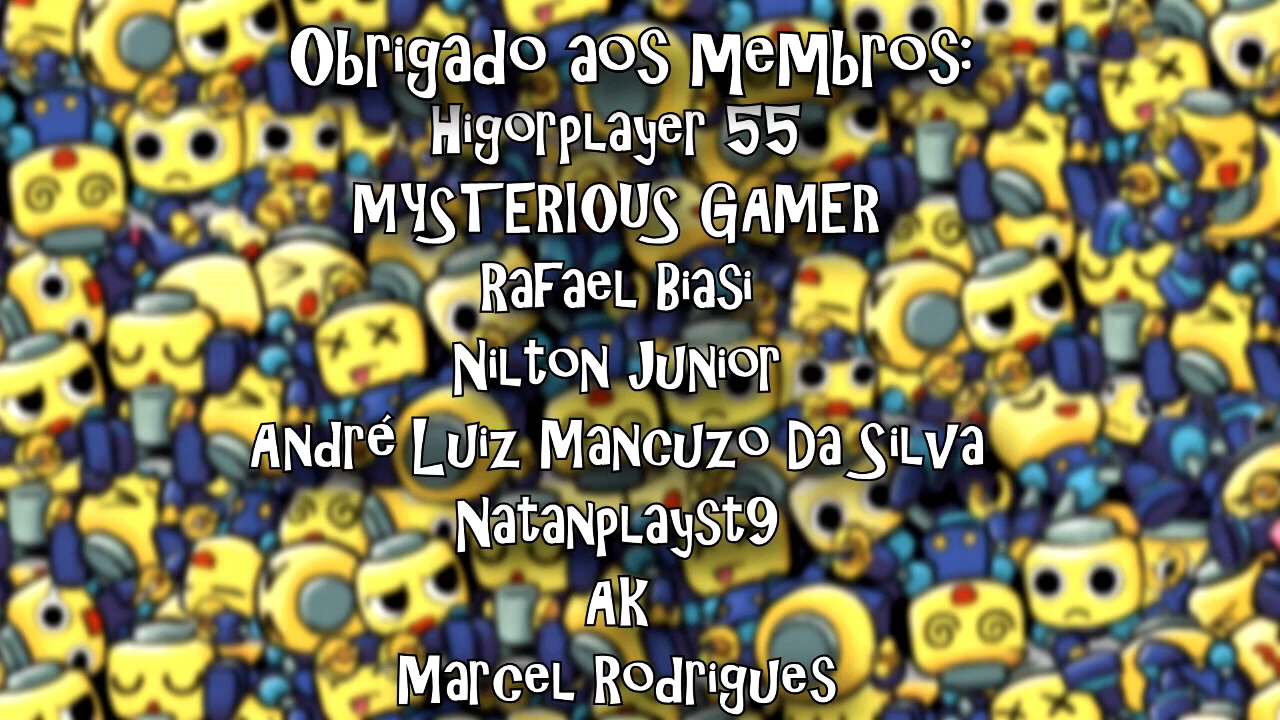 Obrigado aos Membros:
Higorplayer 55
MYSTERIOUS GAMER
Rafael Biasi
Nilton Junior
André Luiz Mancuzo Da Silva
Natanplayst9
AK
Marcel Rodrigues